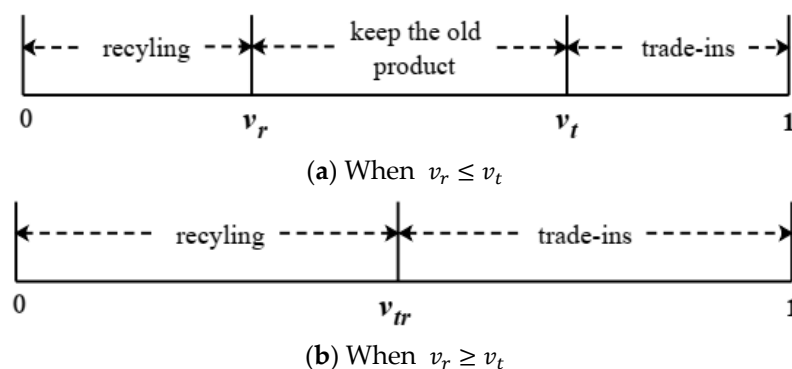 recyling
keep the old
product
trade-ins
0
v_r
v_t
1
(a) When v_r ≤ v_t
recyling
trade-ins
0
v_tr
1
(b) When v_r ≥ v_t